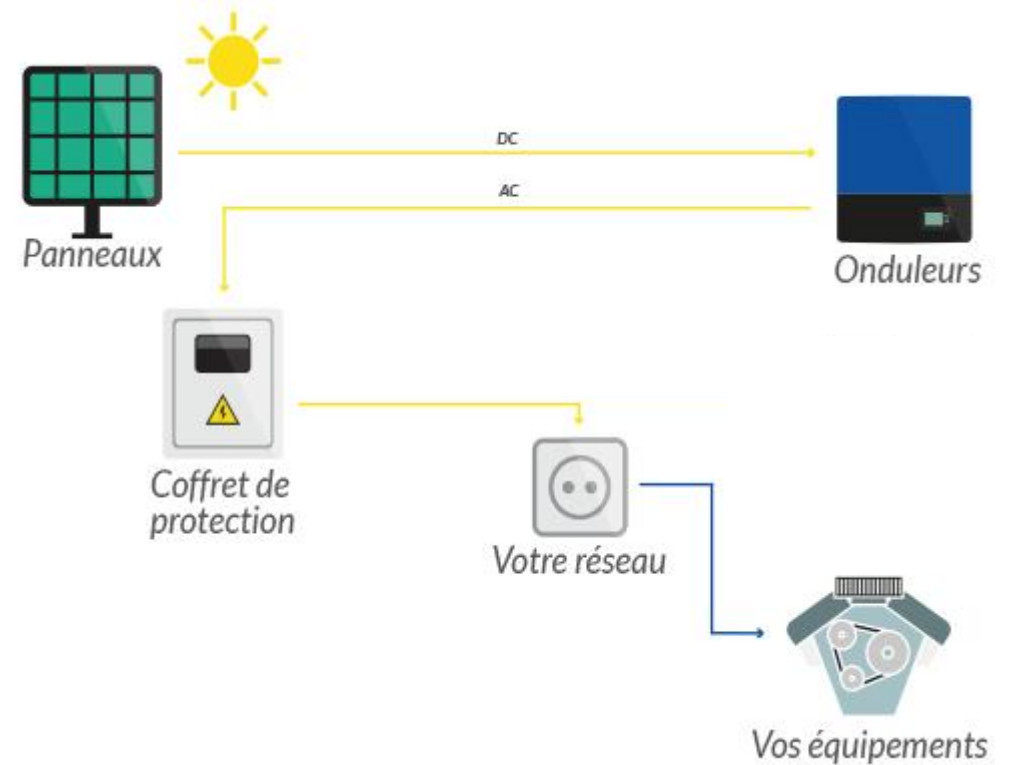 DC
AC
Panneaux
Onduleurs
Coffret de
protection
Votre réseau
Vos équipements